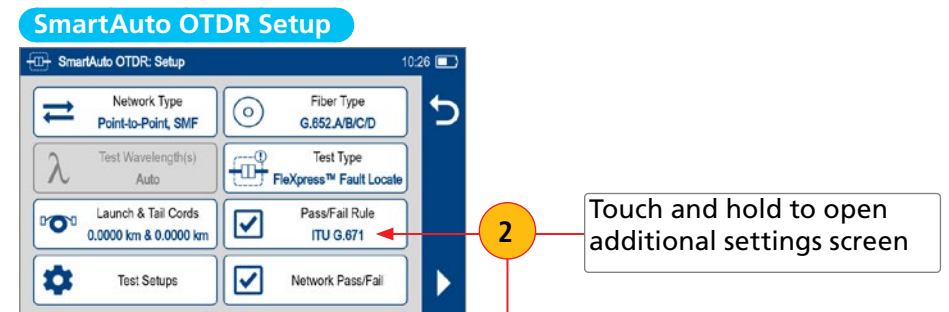 SmartAuto OTDR Setup
SmartAuto OTDR: Setup 10:26
Network Type
Point-to-Point, SMF
Fiber Type
G.652.A/B/C/D
λ
Test Wavelength(s)
Auto
Test Type
FleXpress™ Fault Locate
Launch & Tail Cords
0.0000 km & 0.0000 km
Pass/Fail Rule
ITU G.671
Test Setups
Network Pass/Fail
2
Touch and hold to open
additional settings screen